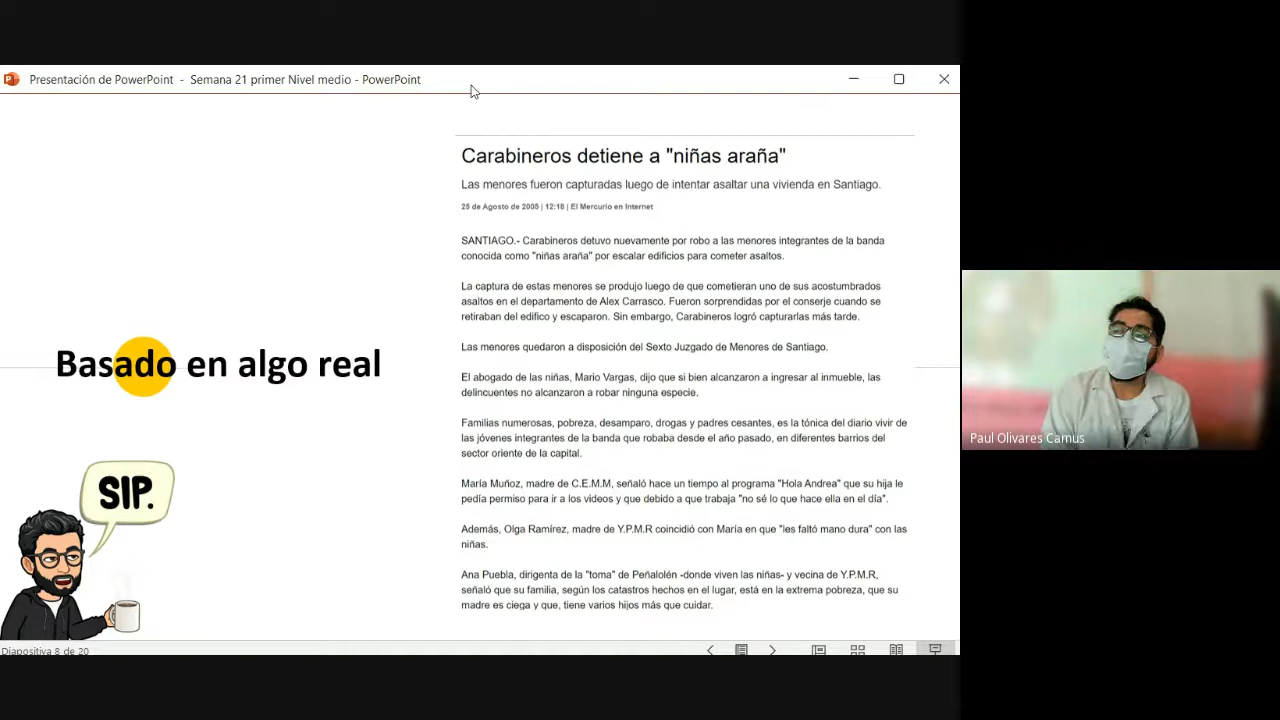 Presentación de PowerPoint - Semana 21 primer Nivel medio - PowerPoint
Carabineros detiene a "niñas araña"
Las menores fueron capturadas luego de intentar asaltar una vivienda en Santiago.
25 de Agosto de 2005 | 12:18 | El Mercurio en Internet
SANTIAGO.- Carabineros detuvo nuevamente por robo a las menores integrantes de la banda
conocida como "niñas araña" por escalar edificios para cometer asaltos.
La captura de estas menores se produjo luego de que cometieran uno de sus acostumbrados
asaltos en el departamento de Alex Carrasco. Fueron sorprendidas por el conserje cuando se
retiraban del edifico y escaparon. Sin embargo, Carabineros logró capturarlas más tarde.
Las menores quedaron a disposición del Sexto Juzgado de Menores de Santiago.
El abogado de las niñas, Mario Vargas, dijo que si bien alcanzaron a ingresar al inmueble, las
delincuentes no alcanzaron a robar ninguna especie.
Familias numerosas, pobreza, desamparo, drogas y padres cesantes, es la tónica del diario vivir de
las jóvenes integrantes de la banda que robaba desde el año pasado, en diferentes barrios del
sector oriente de la capital.
María Muñoz, madre de C.E.M.M, señaló hace un tiempo al programa "Hola Andrea" que su hija le
pedía permiso para ir a los videos y que debido a que trabaja "no sé lo que hace ella en el día".
Además, Olga Ramírez, madre de Y.P.M.R coincidió con María en que "les faltó mano dura" con las
niñas.
Ana Puebla, dirigenta de la "toma" de Peñalolén -donde viven las niñas- y vecina de Y.P.M.R,
señaló que su familia, según los catastros hechos en el lugar, está en la extrema pobreza, que su
madre es ciega y que, tiene varios hijos más que cuidar.
Basado en algo real
SIP.
Diapositiva 8 de 20
Paul Olivares Camus